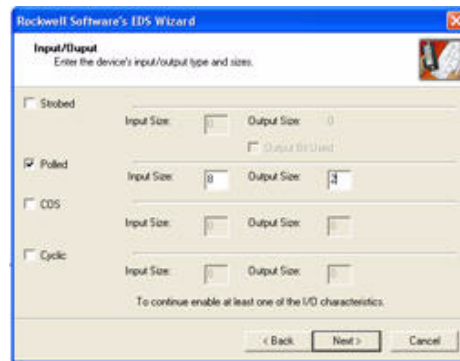 Rockwell Software's EDS Wizard
Input/Ouput
Enter the device's input/output type and sizes.
Strobed
Input Size: 0 Output Size: 0
Output Bit Used
Polled
Input Size: 8 Output Size:
COS
Input Size: 0 Output Size: 0
Cyclic
Input Size: 0 Output Size: 0
To continue enable at least one of the I/O characteristics.
< Back Next > Cancel